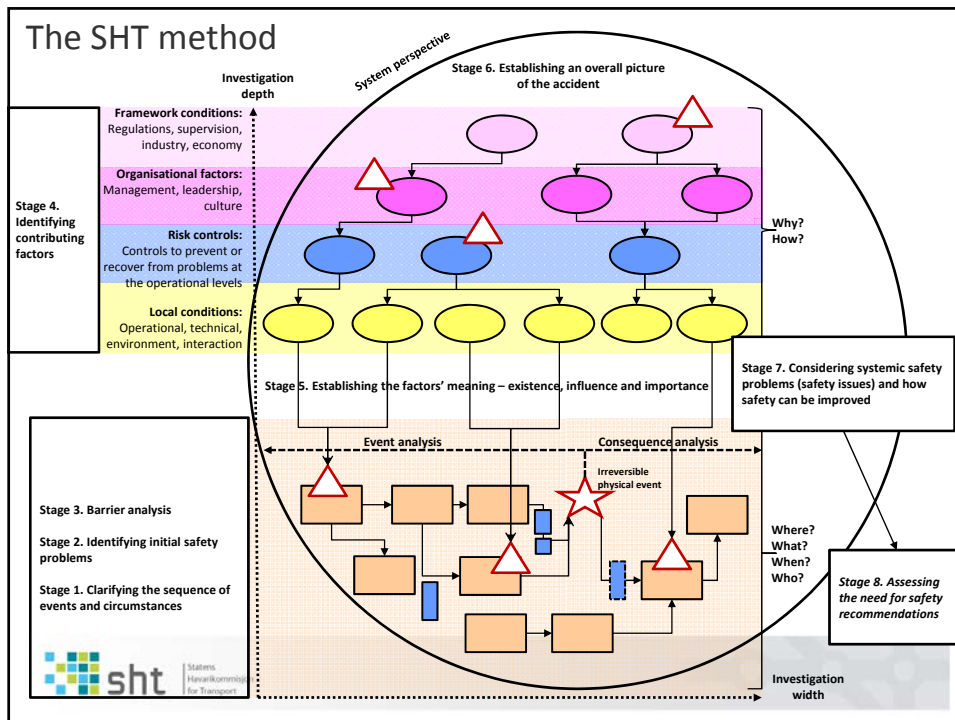 The SHT method
System perspective
Stage 6. Establishing an overall picture
of the accident
Investigation
depth
Framework conditions:
Regulations, supervision,
industry, economy
Organisational factors:
Management, leadership,
culture
Risk controls:
Controls to prevent or
recover from problems at
the operational levels
Local conditions:
Operational, technical,
environment, interaction
Stage 4.
Identifying
contributing
factors
Why?
How?
Stage 5. Establishing the factors' meaning – existence, influence and importance
Stage 7. Considering systemic safety
problems (safety issues) and how
safety can be improved
Event analysis
Consequence analysis
Irreversible
physical event
Stage 3. Barrier analysis
Stage 2. Identifying initial safety
problems
Stage 1. Clarifying the sequence of
events and circumstances
Where?
What?
When?
Who?
Stage 8. Assessing
the need for safety
recommendations
sht
Statens
Havarikommisjon
for Transport
Investigation
width